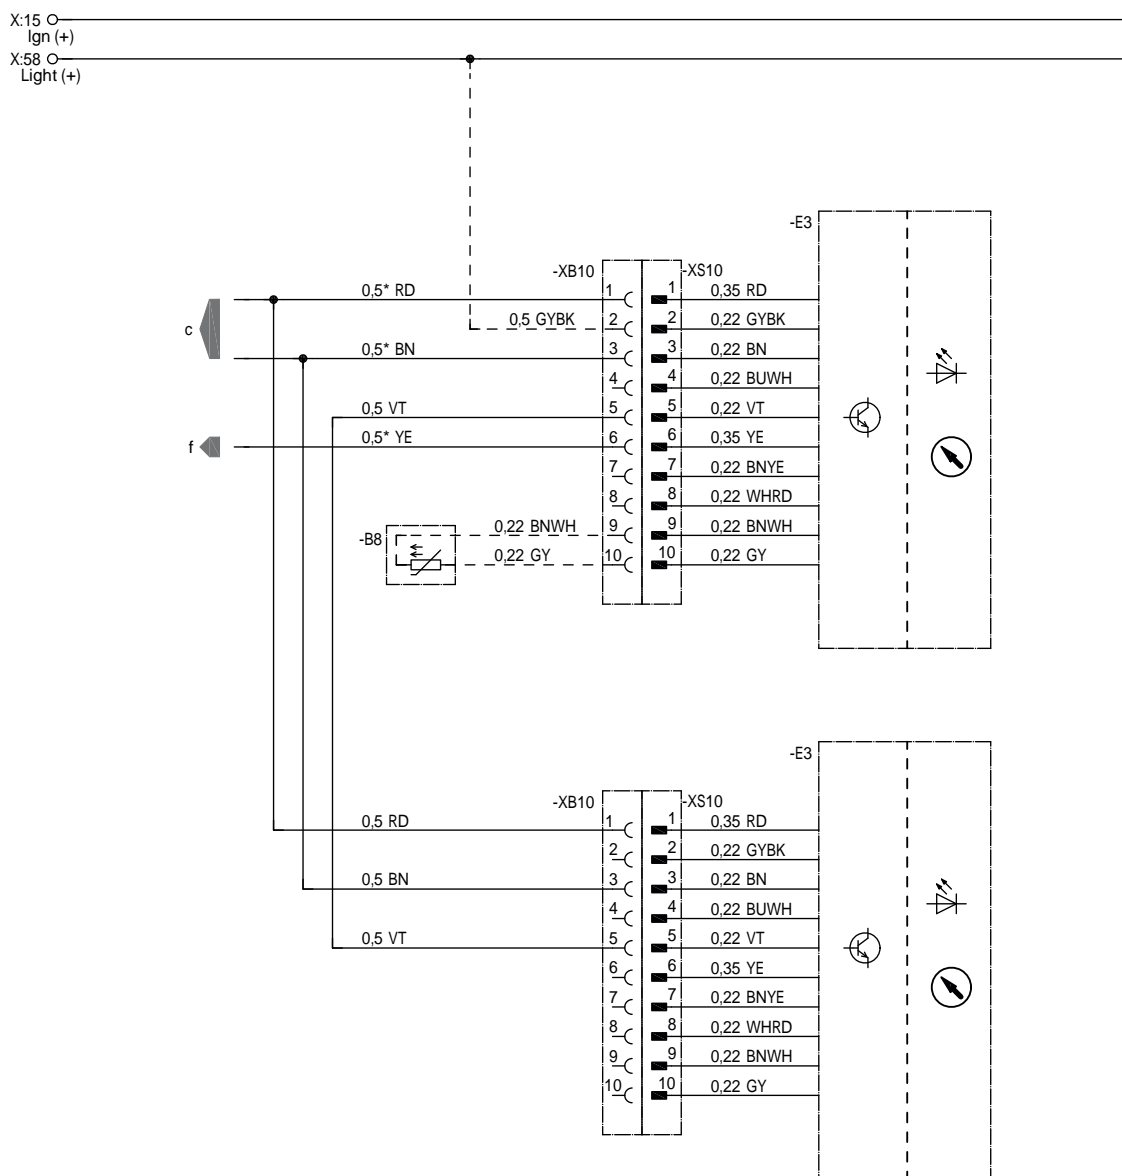 X:15
Ign (+)
X:58
Light (+)
-E3
-XB10 -XS10
0,5* RD 1 1 0,35 RD
0,5 GYBK 2 2 0,22 GYBK
c
0,5* BN 3 3 0,22 BN
4 4 0,22 BUWH
0,5 VT 5 5 0,22 VT
f 0,5* YE 6 6 0,35 YE
7 7 0,22 BNYE
8 8 0,22 WHRD
0,22 BNWH 9 9 0,22 BNWH
-B8
0,22 GY 10 10 0,22 GY
-E3
-XB10 -XS10
0,5 RD 1 1 0,35 RD
2 2 0,22 GYBK
0,5 BN 3 3 0,22 BN
4 4 0,22 BUWH
0,5 VT 5 5 0,22 VT
6 6 0,35 YE
7 7 0,22 BNYE
8 8 0,22 WHRD
9 9 0,22 BNWH
10 10 0,22 GY